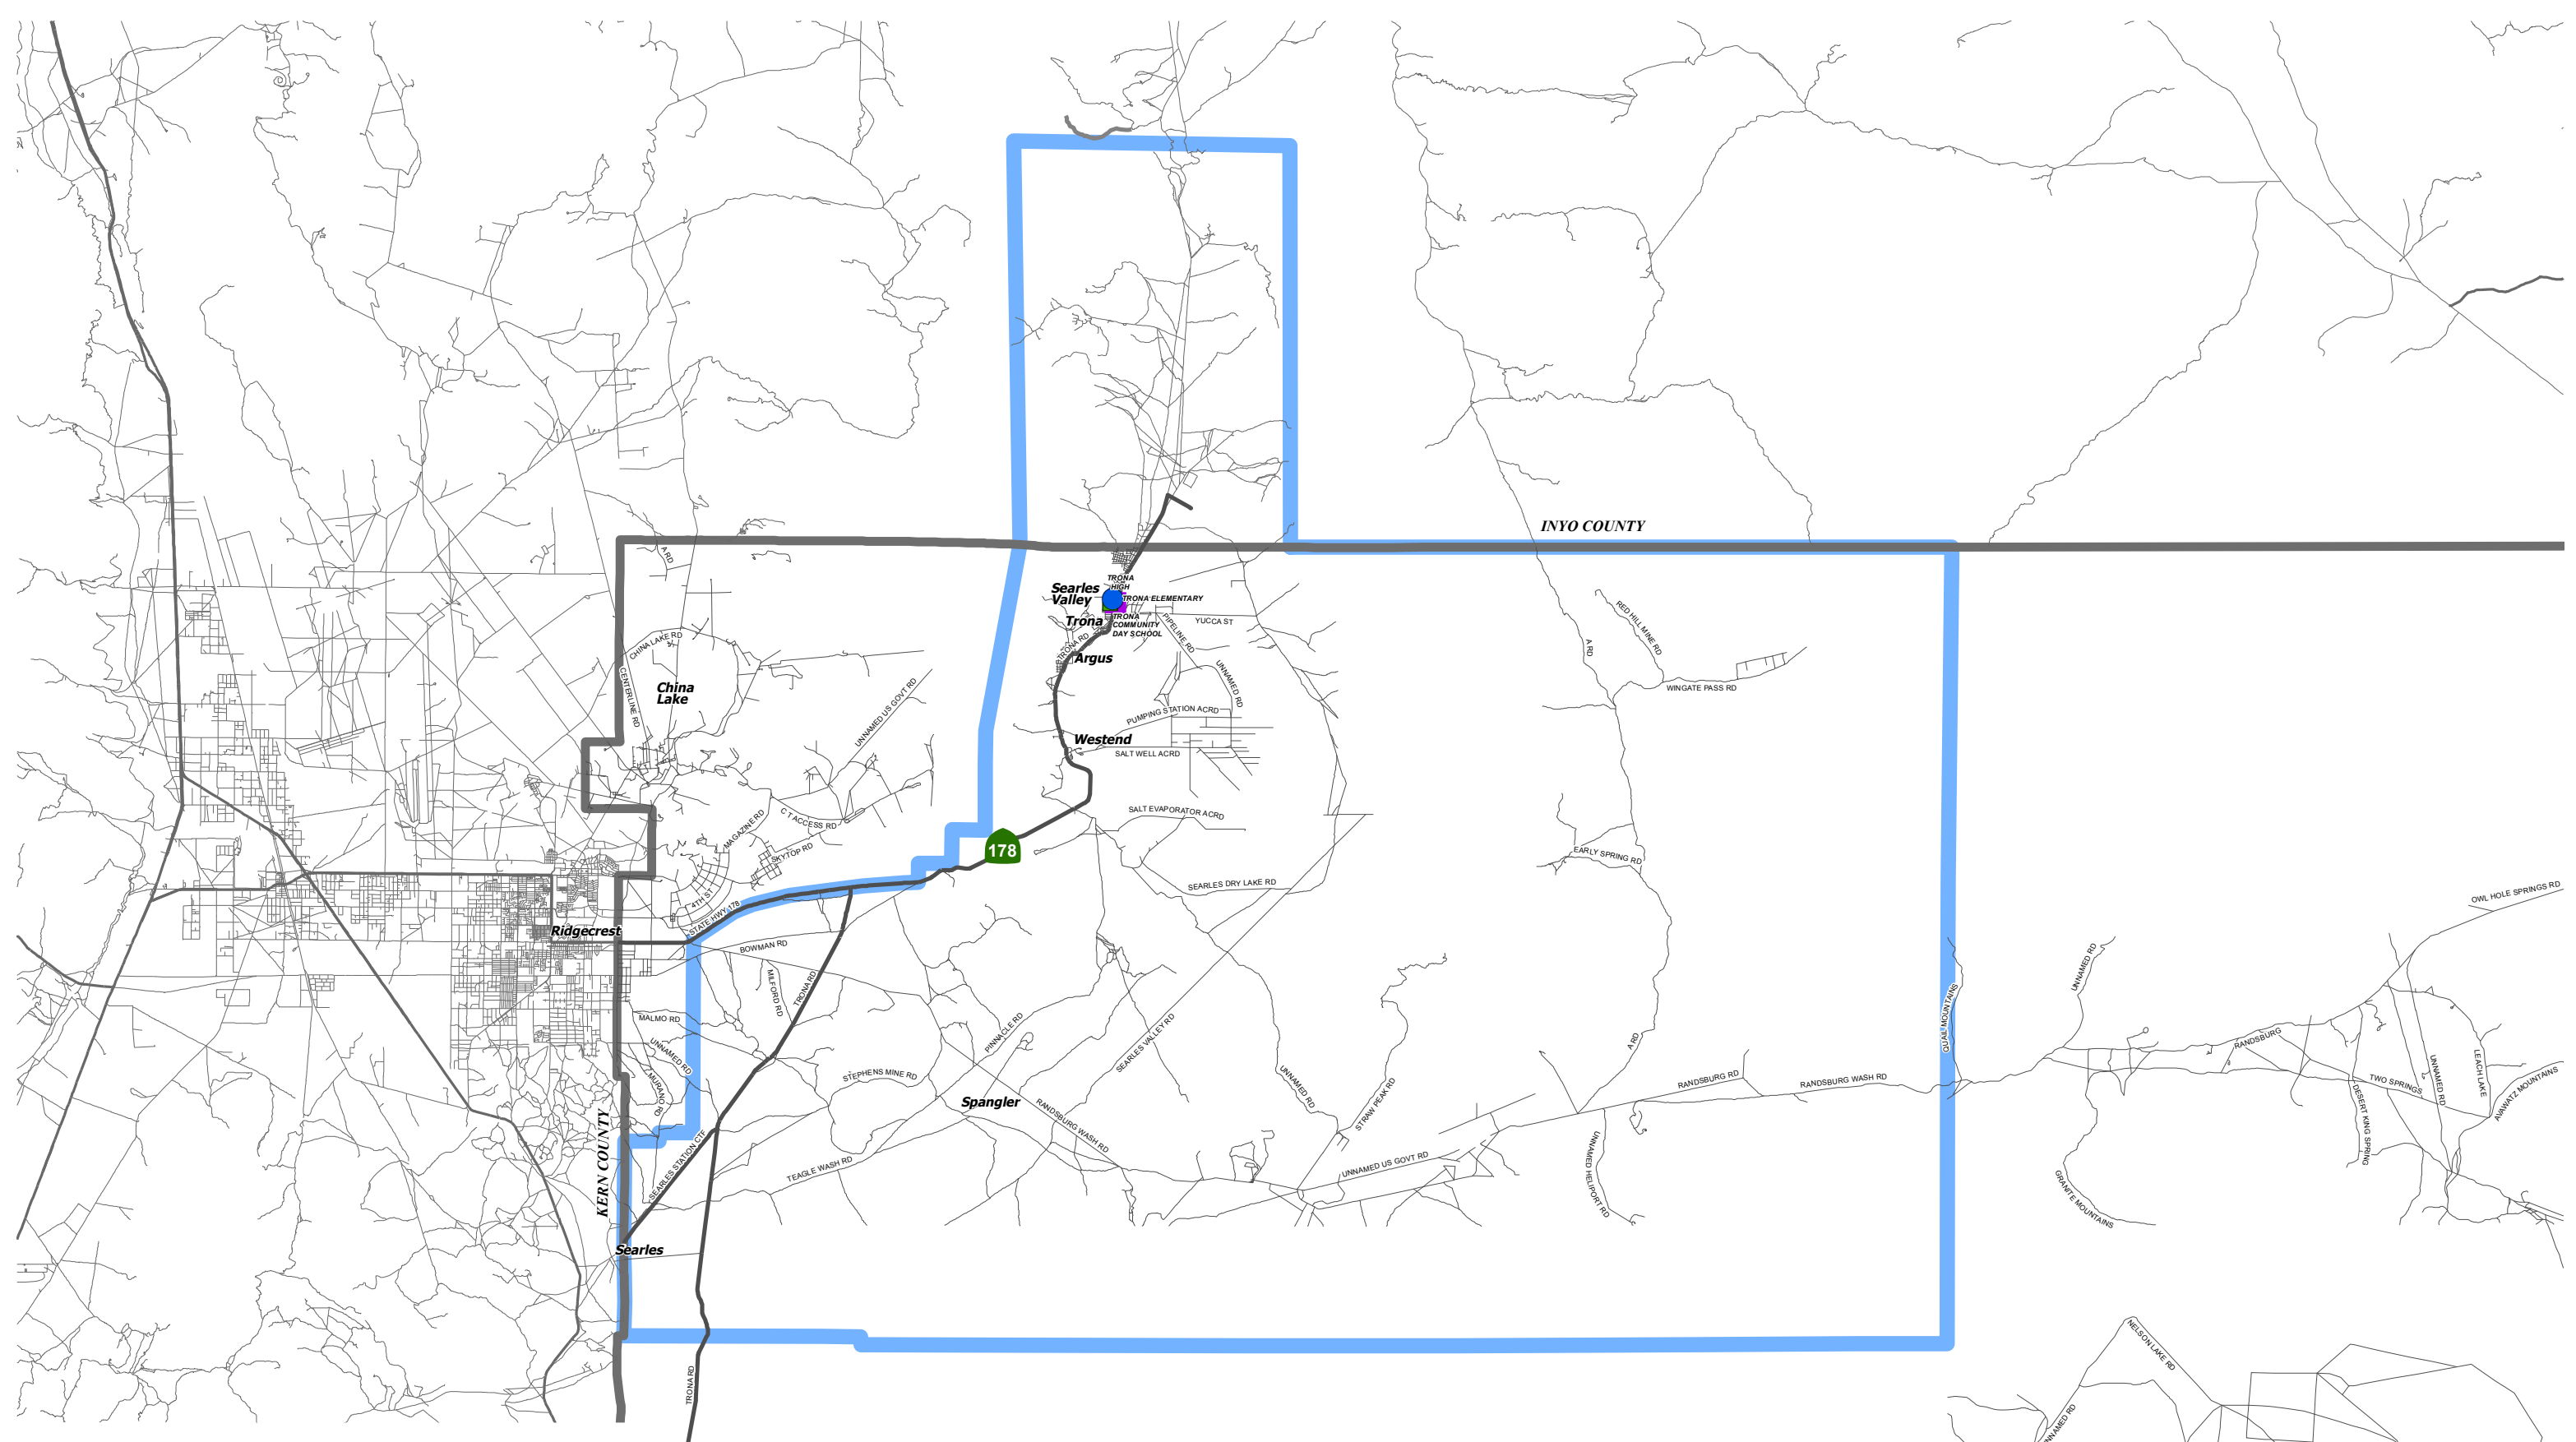 INYO COUNTY
A RD
TRONA
HIGH
Searles
Valley
TRONA ELEMENTARY
Trona
TRONA
COMMUNITY
DAY SCHOOL
YUCCA ST
PIPELINE RD
TRONA RD
Argus
UNNAMED RD
RED HILL MINE RD
A RD
WINGATE PASS RD
CHINA LAKE RD
CENTERLINE RD
China
Lake
UNNAMED US GOVT RD
PUMPING STATION ACRD
Westend
SALT WELL ACRD
SALT EVAPORATOR ACRD
C T ACCESS RD
MAGAZINE RD
SKYTOP RD
178
EARLY SPRING RD
SEARLES DRY LAKE RD
4TH ST
STATE HWY 178
Ridgecrest
BOWMAN RD
OWL HOLE SPRINGS RD
MILFORD RD
TRONA RD
MALMO RD
UNNAMED RD
MURANO RD
PINNACLE RD
SEARLES VALLEY RD
STEPHENS MINE RD
Spangler
RANDSBURG WASH RD
UNNAMED RD
STRAW PEAK RD
A RD
RANDSBURG RD
RANDSBURG WASH RD
QUAIL MOUNTAINS
UNNAMED RD
RANDSBURG
TWO SPRINGS
UNNAMED RD
LEACH LAKE
AVAWATZ MOUNTAINS
DESERT KING SPRING
GRANITE MOUNTAINS
KERN COUNTY
SEARLES STATION CTF
TEAGLE WASH RD
UNNAMED US GOVT RD
UNNAMED HELIPORT RD
Searles
TRONA RD
NELSON LAKE RD